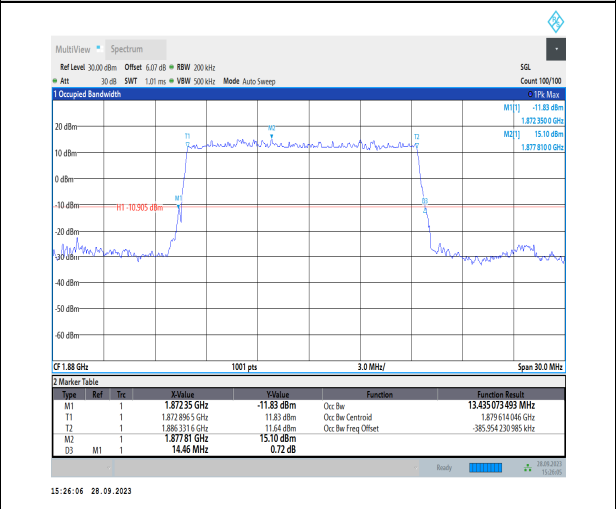 MultiView Spectrum
Ref Level 30.00 dBm Offset 6.07 dB RBW 200 kHz SGL
Att 30 dB SWT 1.01 ms VBW 500 kHz Mode Auto Sweep Count 100/100
1 Occupied Bandwidth 1Pk Max
M1[1] -11.83 dBm
1.872 3500 GHz
M2[1] 15.10 dBm
1.877 8100 GHz
20 dBm
T1
M2
T2
10 dBm
0 dBm
M1
D3
-10 dBm
H1 -10.905 dBm
-20 dBm
-30 dBm
-40 dBm
-50 dBm
-60 dBm
CF 1.88 GHz 1001 pts 3.0 MHz/ Span 30.0 MHz
2 Marker Table
Type Ref Trc X-Value Y-Value Function Function Result
M1 1 1.872 35 GHz -11.83 dBm Occ Bw 13.435 073 493 MHz
T1 1 1.872 896 5 GHz 11.83 dBm Occ Bw Centroid 1.879 614 046 GHz
T2 1 1.886 331 6 GHz 11.64 dBm Occ Bw Freq Offset -385.954 230 985 kHz
M2 1 1.877 81 GHz 15.10 dBm
D3 M1 1 14.46 MHz 0.72 dB
Ready 28.09.2023
15:26:05
15:26:06 28.09.2023